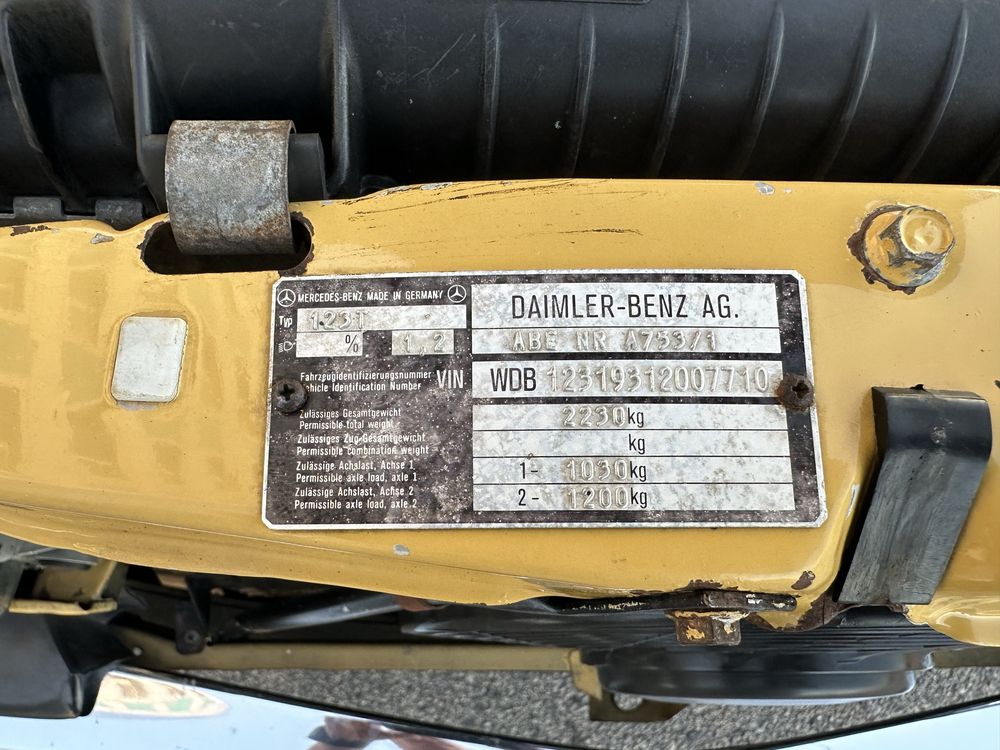 MERCEDES-BENZ MADE IN GERMANY
DAIMLER-BENZ AG.
Typ 123T
% 1,2
ABE NR A753/1
Fahrzeugidentifizierungsnummer
Vehicle Identification Number
VIN
WDB 12319312007710
Zulässiges Gesamtgewicht
Permissible total weight
2230kg
Zulässiges Zug-Gesamtgewicht
Permissible combination weight
kg
Zulässige Achslast, Achse 1
Permissible axle load, axle 1
1- 1030kg
Zulässige Achslast, Achse 2
Permissible axle load, axle 2
2- 1200kg